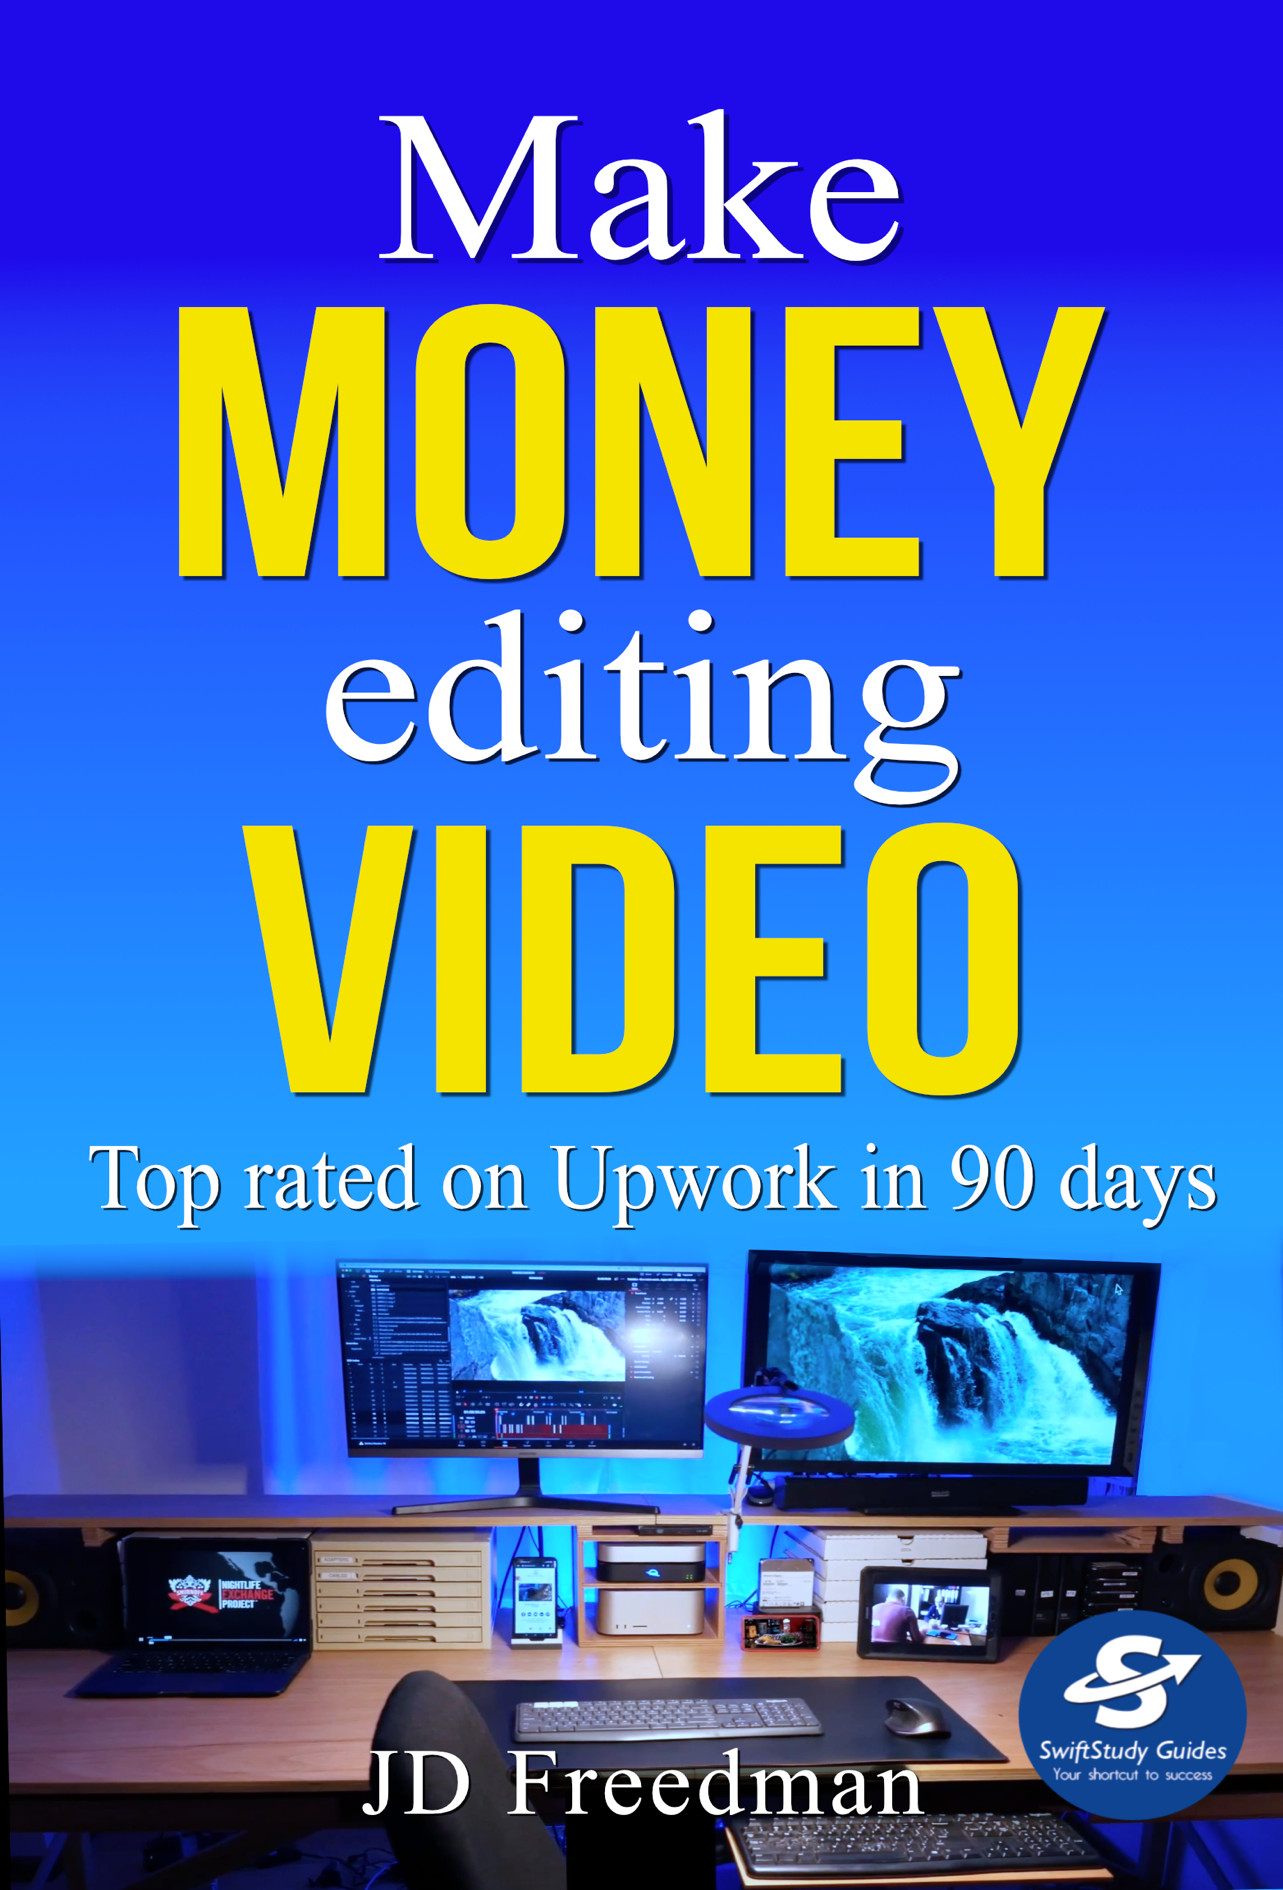 Make
MONEY
editing
VIDEO
Top rated on Upwork in 90 days
NIGHTLIFE
EXCHANGE
PROJECT
SwiftStudy Guides
Your shortcut to success
JD Freedman